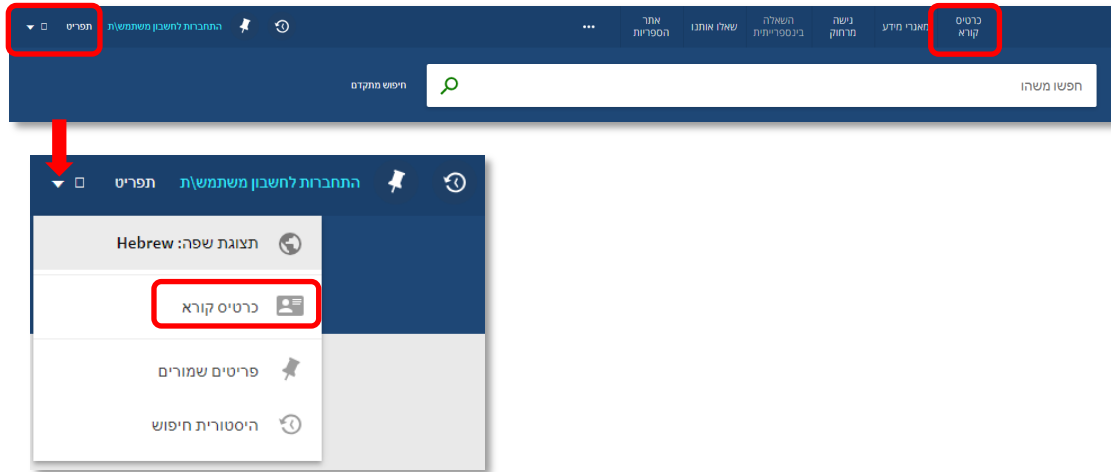 כרטיס קורא
מאגרי מידע
גישה מרחוק
השאלה בינספרייתית
שאלו אותנו
אתר הספריות
•••
התחברות לחשבון משתמש\ת
תפריט
חפשו משהו
חיפוש מתקדם
התחברות לחשבון משתמש\ת
תפריט
תצוגת שפה: Hebrew
כרטיס קורא
פריטים שמורים
היסטורית חיפוש